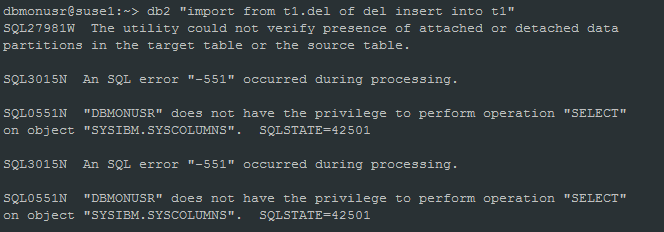 dbmonusr@suse1:~> db2 "import from t1.del of del insert into t1"
SQL27981W  The utility could not verify presence of attached or detached data
partitions in the target table or the source table.
SQL3015N  An SQL error "-551" occurred during processing.
SQL0551N  "DBMONUSR" does not have the privilege to perform operation "SELECT"
on object "SYSIBM.SYSCOLUMNS".  SQLSTATE=42501
SQL3015N  An SQL error "-551" occurred during processing.
SQL0551N  "DBMONUSR" does not have the privilege to perform operation "SELECT"
on object "SYSIBM.SYSCOLUMNS".  SQLSTATE=42501